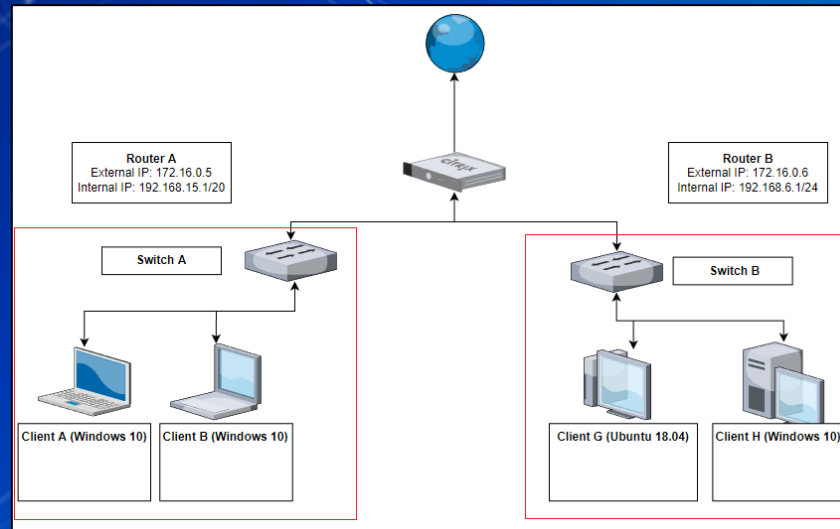 citrix
Router A
External IP: 172.16.0.5
Internal IP: 192.168.15.1/20
Router B
External IP: 172.16.0.6
Internal IP: 192.168.6.1/24
Switch A
Switch B
Client A (Windows 10)
Client B (Windows 10)
Client G (Ubuntu 18.04)
Client H (Windows 10)